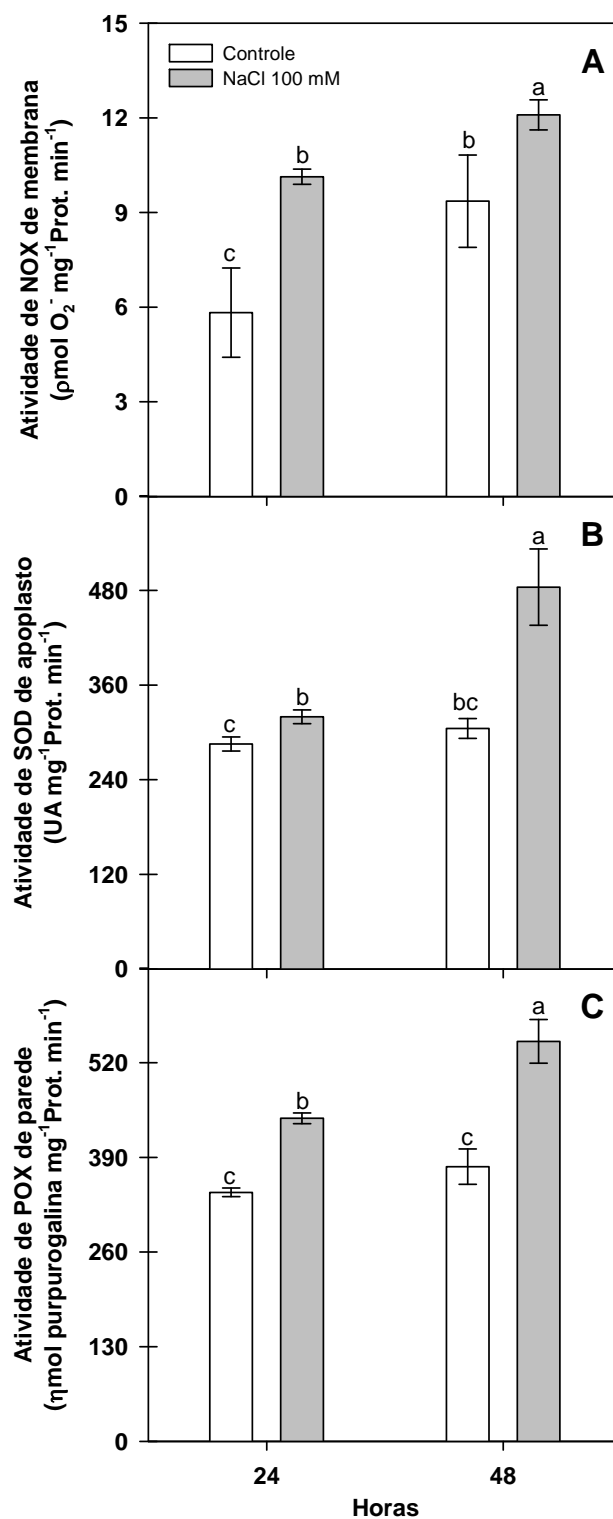 15
12
9
6
3
0
Atividade de NOX de membrana
(ρmol O₂⁻ mg⁻¹Prot. min⁻¹)
Controle
NaCl 100 mM
A
c
b
b
a
480
360
240
120
0
Atividade de SOD de apoplasto
(UA mg⁻¹Prot. min⁻¹)
B
c
b
bc
a
520
390
260
130
0
Atividade de POX de parede
(ηmol purpurogalina mg⁻¹Prot. min⁻¹)
C
c
b
c
a
24
48
Horas